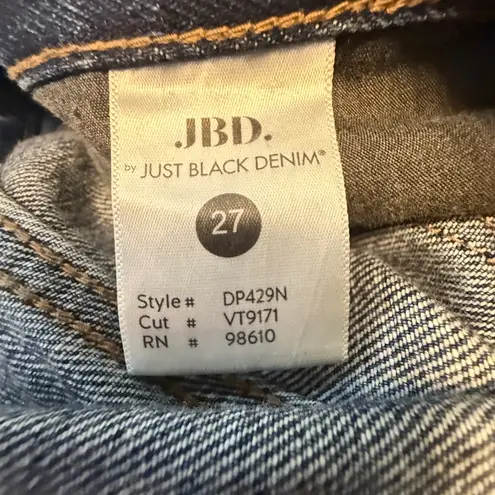 JBD.
by JUST BLACK DENIM®
27
Style # DP429N
Cut # VT9171
RN # 98610